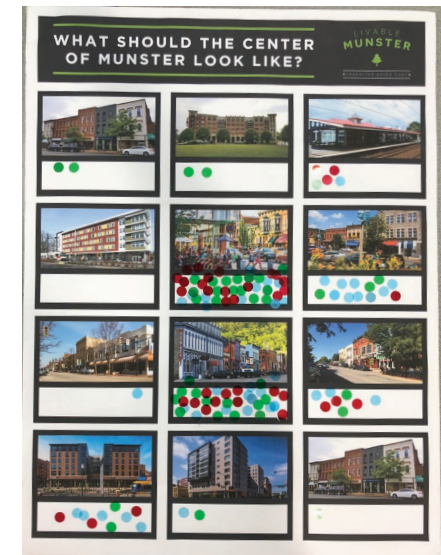 WHAT SHOULD THE CENTER
OF MUNSTER LOOK LIKE?
LIVABLE
MUNSTER